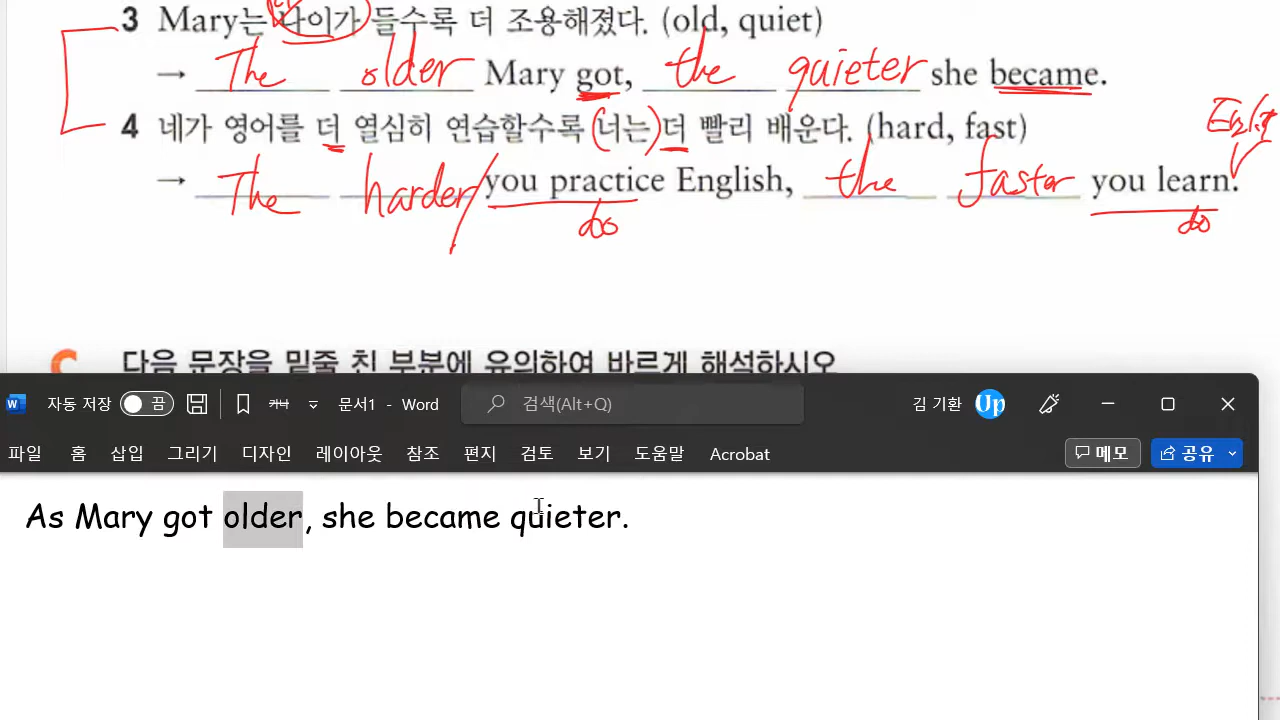 3 Mary는 나이가 들수록 더 조용해졌다. (old, quiet)
→ The older Mary got, the quieter she became.
4 네가 영어를 더 열심히 연습할수록 (너는) 더 빨리 배운다. (hard, fast)
→ The harder / you practice English, the faster you learn.
do do
C 다음 문장을 밑줄 친 부분에 유의하여 바르게 해석하시오
자동 저장 끔 가나 문서1 - Word 검색(Alt+Q) 김 기환 Up
파일 홈 삽입 그리기 디자인 레이아웃 참조 편지 검토 보기 도움말 Acrobat 메모 공유
As Mary got older, she became quieter.